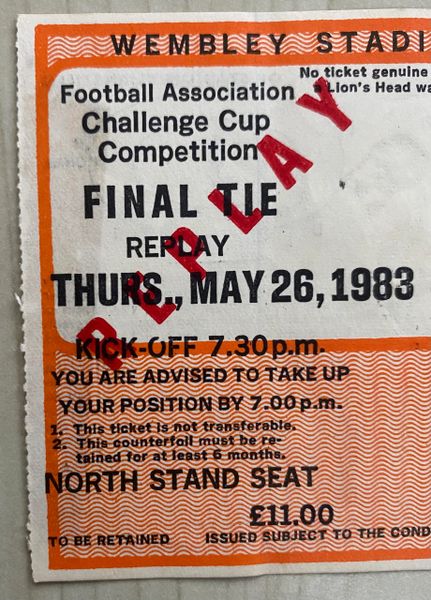 WEMBLEY STADI
No ticket genuine
Lion's Head wa
Football Association
Challenge Cup
Competition
FINAL TIE
REPLAY
REPLAY
THURS., MAY 26, 1983
KICK-OFF 7.30p.m.
YOU ARE ADVISED TO TAKE UP
YOUR POSITION BY 7.00p.m.
1. This ticket is not transferable.
2. This counterfoil must be re-
tained for at least 6 months.
NORTH STAND SEAT
£11.00
TO BE RETAINED ISSUED SUBJECT TO THE COND